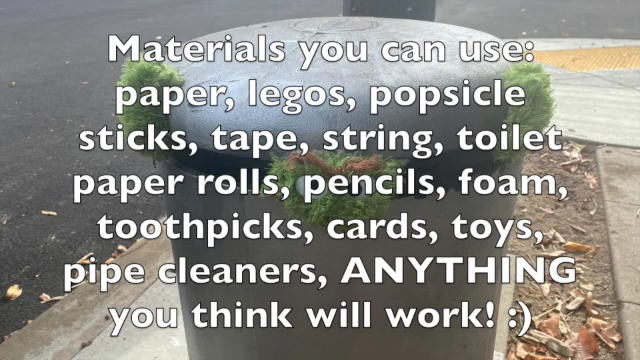 Materials you can use:
paper, legos, popsicle
sticks, tape, string, toilet
paper rolls, pencils, foam,
toothpicks, cards, toys,
pipe cleaners, ANYTHING
you think will work! :)